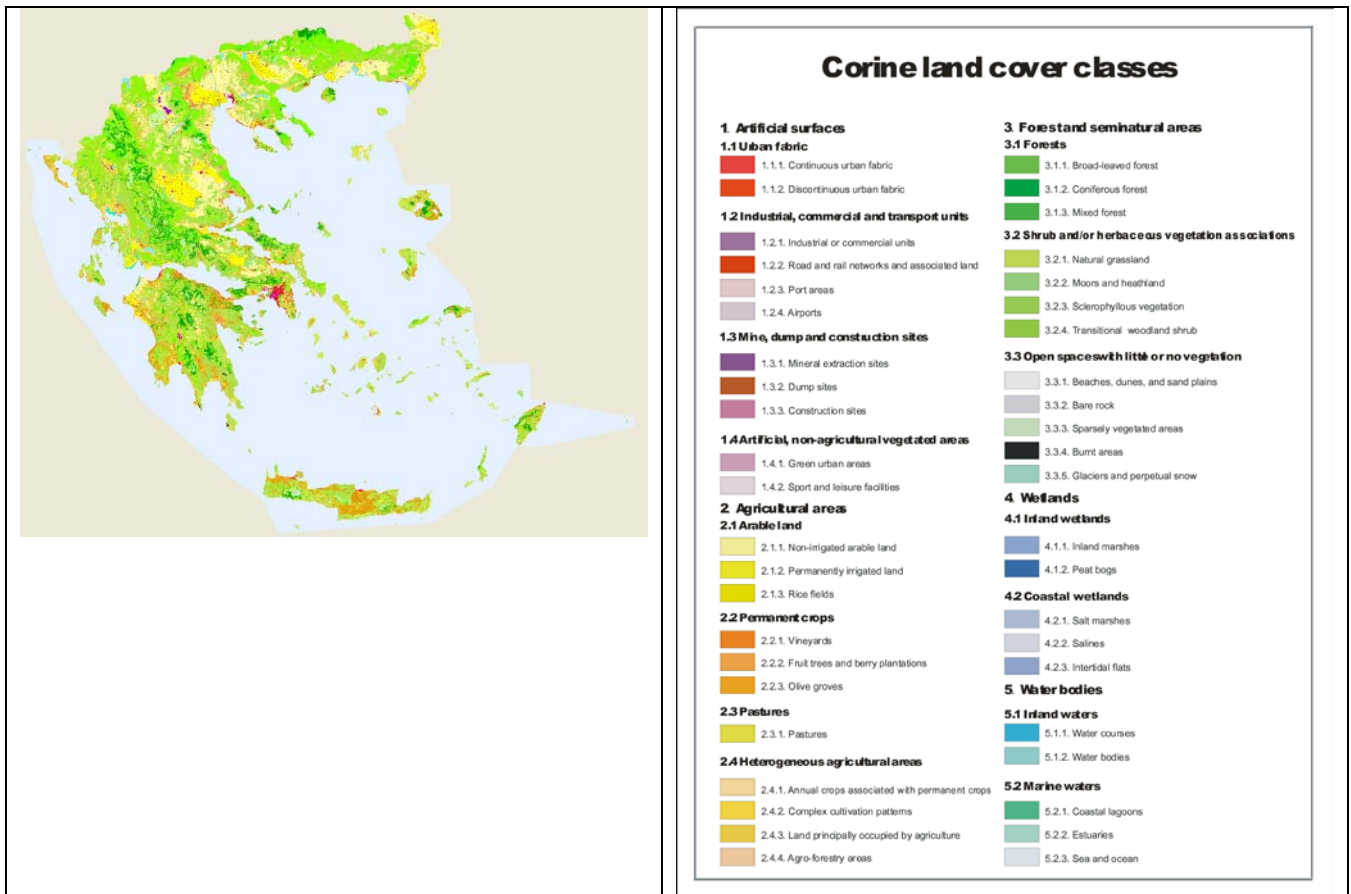 Corine land cover classes
1. Artificial surfaces
1.1 Urban fabric
1.1.1. Continuous urban fabric
1.1.2. Discontinuous urban fabric
1.2 Industrial, commercial and transport units
1.2.1. Industrial or commercial units
1.2.2. Road and rail networks and associated land
1.2.3. Port areas
1.2.4. Airports
1.3 Mine, dump and construction sites
1.3.1. Mineral extraction sites
1.3.2. Dump sites
1.3.3. Construction sites
1.4 Artificial, non-agricultural vegetated areas
1.4.1. Green urban areas
1.4.2. Sport and leisure facilities
2. Agricultural areas
2.1 Arable land
2.1.1. Non-irrigated arable land
2.1.2. Permanently irrigated land
2.1.3. Rice fields
2.2 Permanent crops
2.2.1. Vineyards
2.2.2. Fruit trees and berry plantations
2.2.3. Olive groves
2.3 Pastures
2.3.1. Pastures
2.4 Heterogeneous agricultural areas
2.4.1. Annual crops associated with permanent crops
2.4.2. Complex cultivation patterns
2.4.3. Land principally occupied by agriculture
2.4.4. Agro-forestry areas
3. Forest and seminatural areas
3.1 Forests
3.1.1. Broad-leaved forest
3.1.2. Coniferous forest
3.1.3. Mixed forest
3.2 Shrub and/or herbaceous vegetation associations
3.2.1. Natural grassland
3.2.2. Moors and heathland
3.2.3. Sclerophyllous vegetation
3.2.4. Transitional woodland shrub
3.3 Open spaces with little or no vegetation
3.3.1. Beaches, dunes, and sand plains
3.3.2. Bare rock
3.3.3. Sparsely vegetated areas
3.3.4. Burnt areas
3.3.5. Glaciers and perpetual snow
4. Wetlands
4.1 Inland wetlands
4.1.1. Inland marshes
4.1.2. Peat bogs
4.2 Coastal wetlands
4.2.1. Salt marshes
4.2.2. Salines
4.2.3. Intertidal flats
5. Water bodies
5.1 Inland waters
5.1.1. Water courses
5.1.2. Water bodies
5.2 Marine waters
5.2.1. Coastal lagoons
5.2.2. Estuaries
5.2.3. Sea and ocean